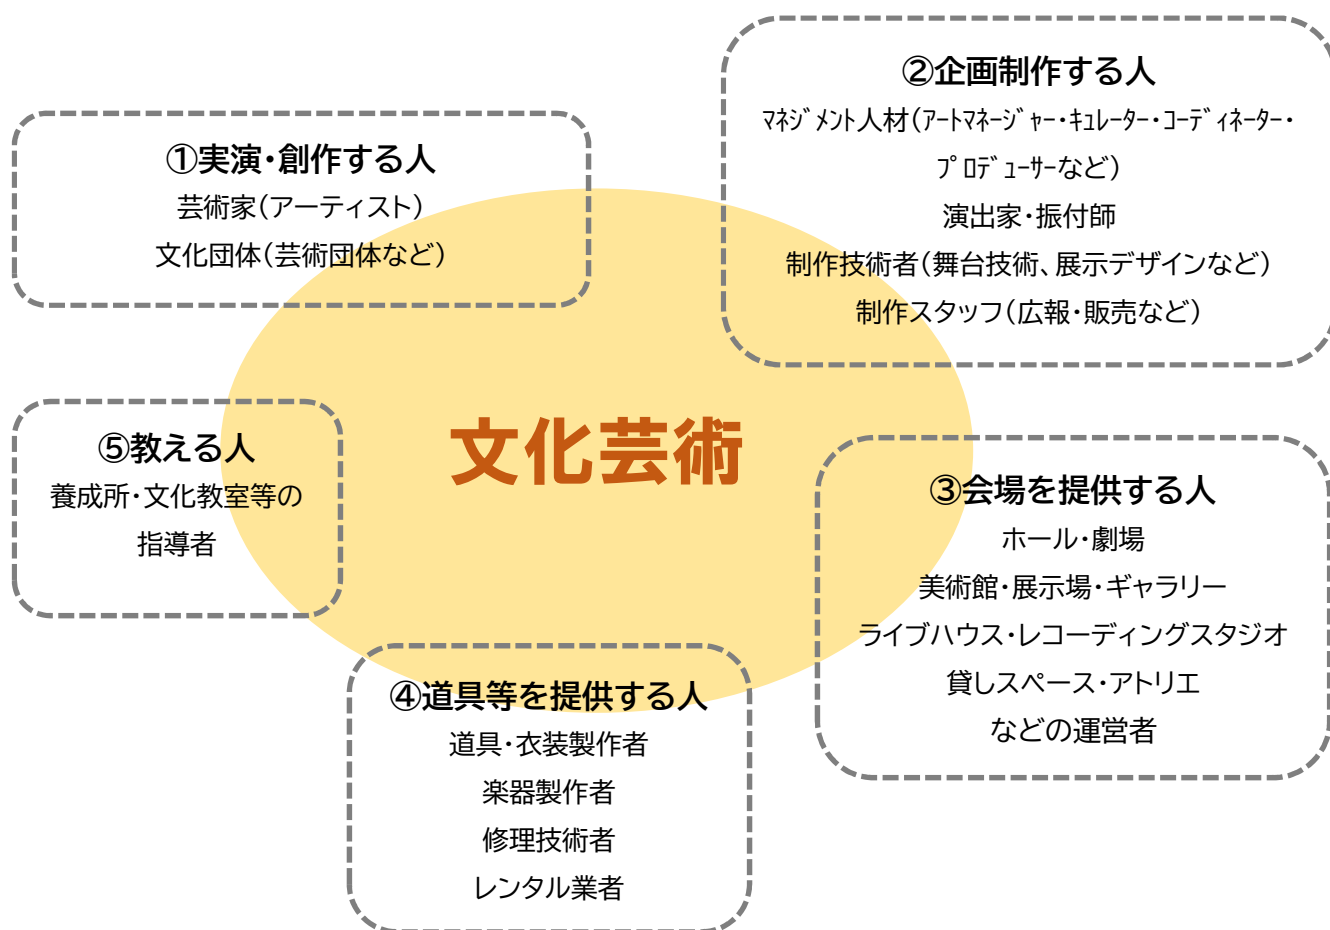 ①実演・創作する人
芸術家(アーティスト)
文化団体(芸術団体など)
②企画制作する人
ﾏﾈｼﾞﾒﾝﾄ人材(ｱｰﾄﾏﾈｰｼﾞｬｰ・ｷｭﾚｰﾀｰ・ｺｰﾃﾞｨﾈｰﾀｰ・
ﾌﾟﾛﾃﾞｭｰｻｰなど)
演出家・振付師
制作技術者(舞台技術、展示デザインなど)
制作スタッフ(広報・販売など)
文化芸術
③会場を提供する人
ホール・劇場
美術館・展示場・ギャラリー
ライブハウス・レコーディングスタジオ
貸しスペース・アトリエ
などの運営者
④道具等を提供する人
道具・衣装製作者
楽器製作者
修理技術者
レンタル業者
⑤教える人
養成所・文化教室等の
指導者